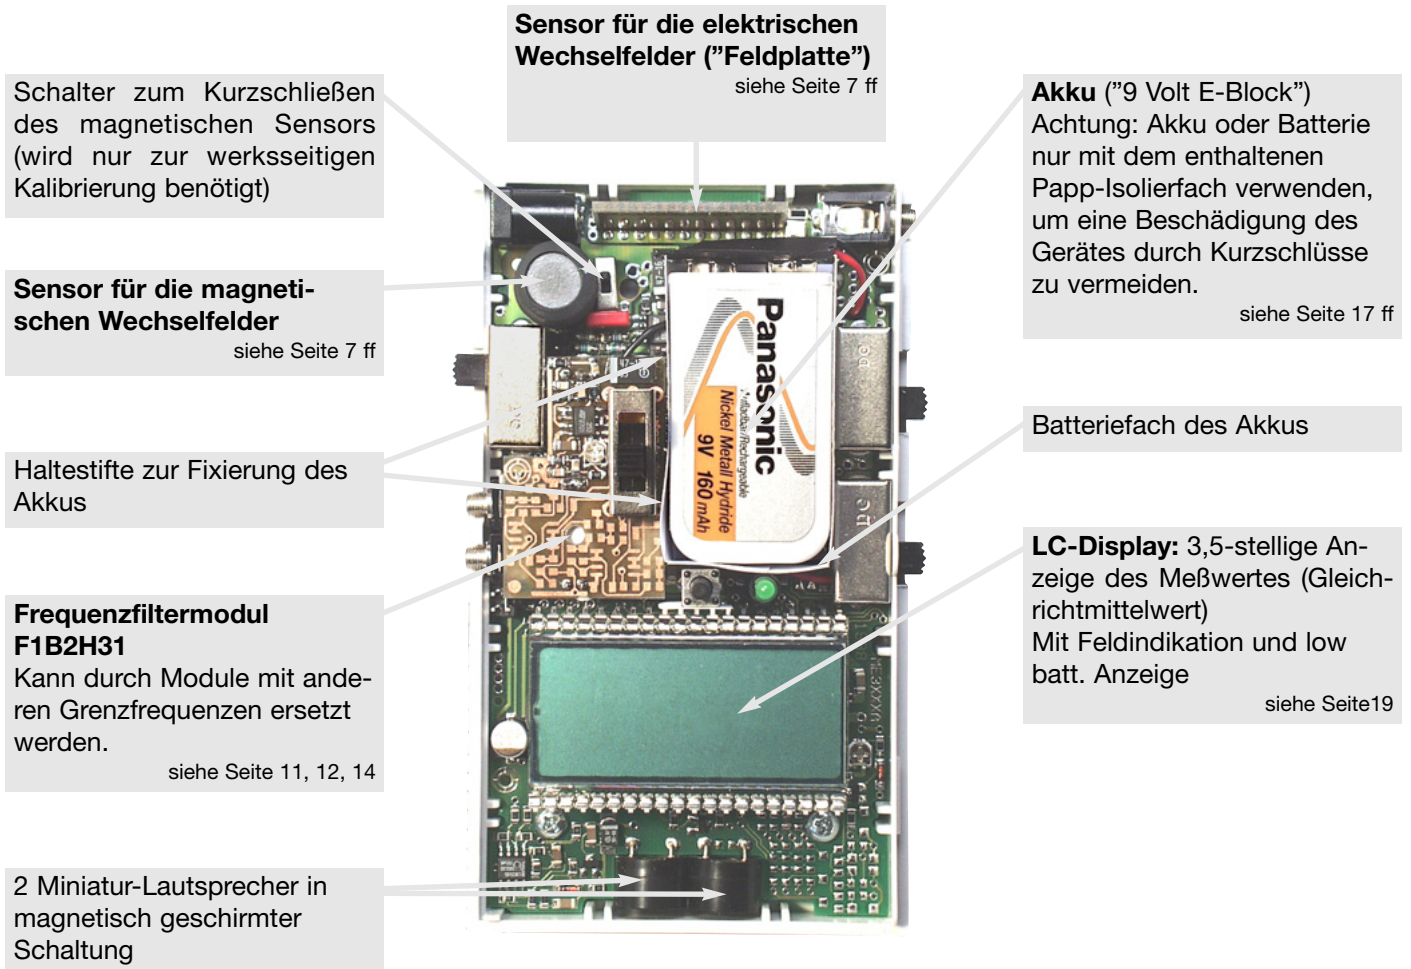 Sensor für die elektrischen
Wechselfelder (”Feldplatte”)
siehe Seite 7 ff
Schalter zum Kurzschließen
des magnetischen Sensors
(wird nur zur werksseitigen
Kalibrierung benötigt)
Sensor für die magneti-
schen Wechselfelder
siehe Seite 7 ff
Haltestifte zur Fixierung des
Akkus
Frequenzfiltermodul
F1B2H31
Kann durch Module mit ande-
ren Grenzfrequenzen ersetzt
werden.
siehe Seite 11, 12, 14
2 Miniatur-Lautsprecher in
magnetisch geschirmter
Schaltung
Akku (”9 Volt E-Block”)
Achtung: Akku oder Batterie
nur mit dem enthaltenen
Papp-Isolierfach verwenden,
um eine Beschädigung des
Gerätes durch Kurzschlüsse
zu vermeiden.
siehe Seite 17 ff
Batteriefach des Akkus
LC-Display: 3,5-stellige An-
zeige des Meßwertes (Gleich-
richtmittelwert)
Mit Feldindikation und low
batt. Anzeige
siehe Seite19
Panasonic
Wiederaufladbar/Rechargeable
Nickel Metall Hydride
9V 160 mAh